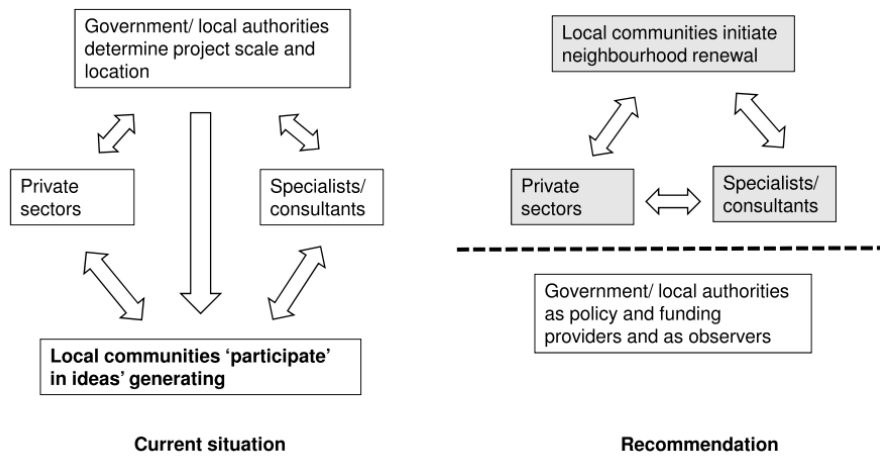 Government/ local authorities
determine project scale and
location
Private
sectors
Specialists/
consultants
Local communities ‘participate’
in ideas’ generating
Current situation
Local communities initiate
neighbourhood renewal
Private
sectors
Specialists/
consultants
Government/ local authorities
as policy and funding
providers and as observers
Recommendation